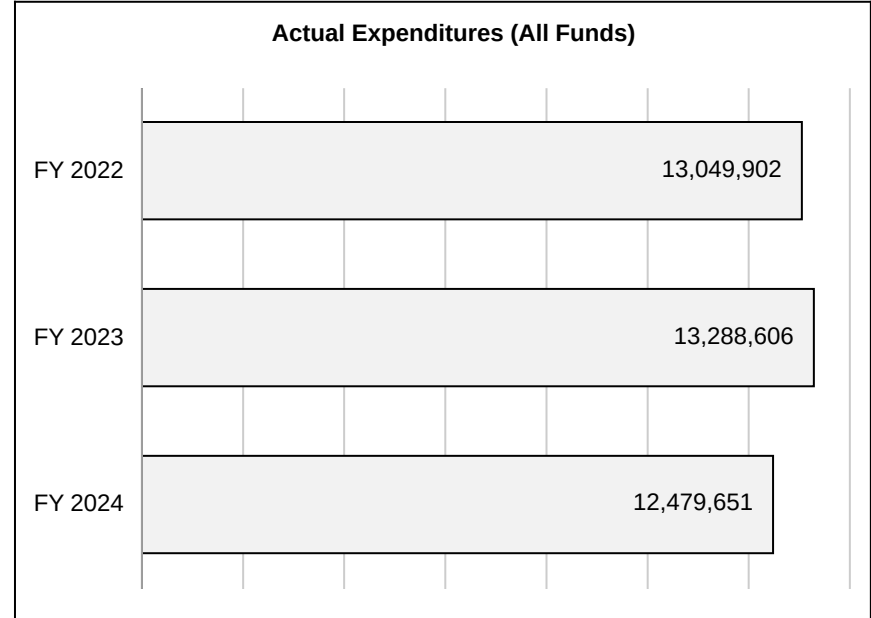 Actual Expenditures (All Funds)
FY 2022 13,049,902
FY 2023 13,288,606
FY 2024 12,479,651